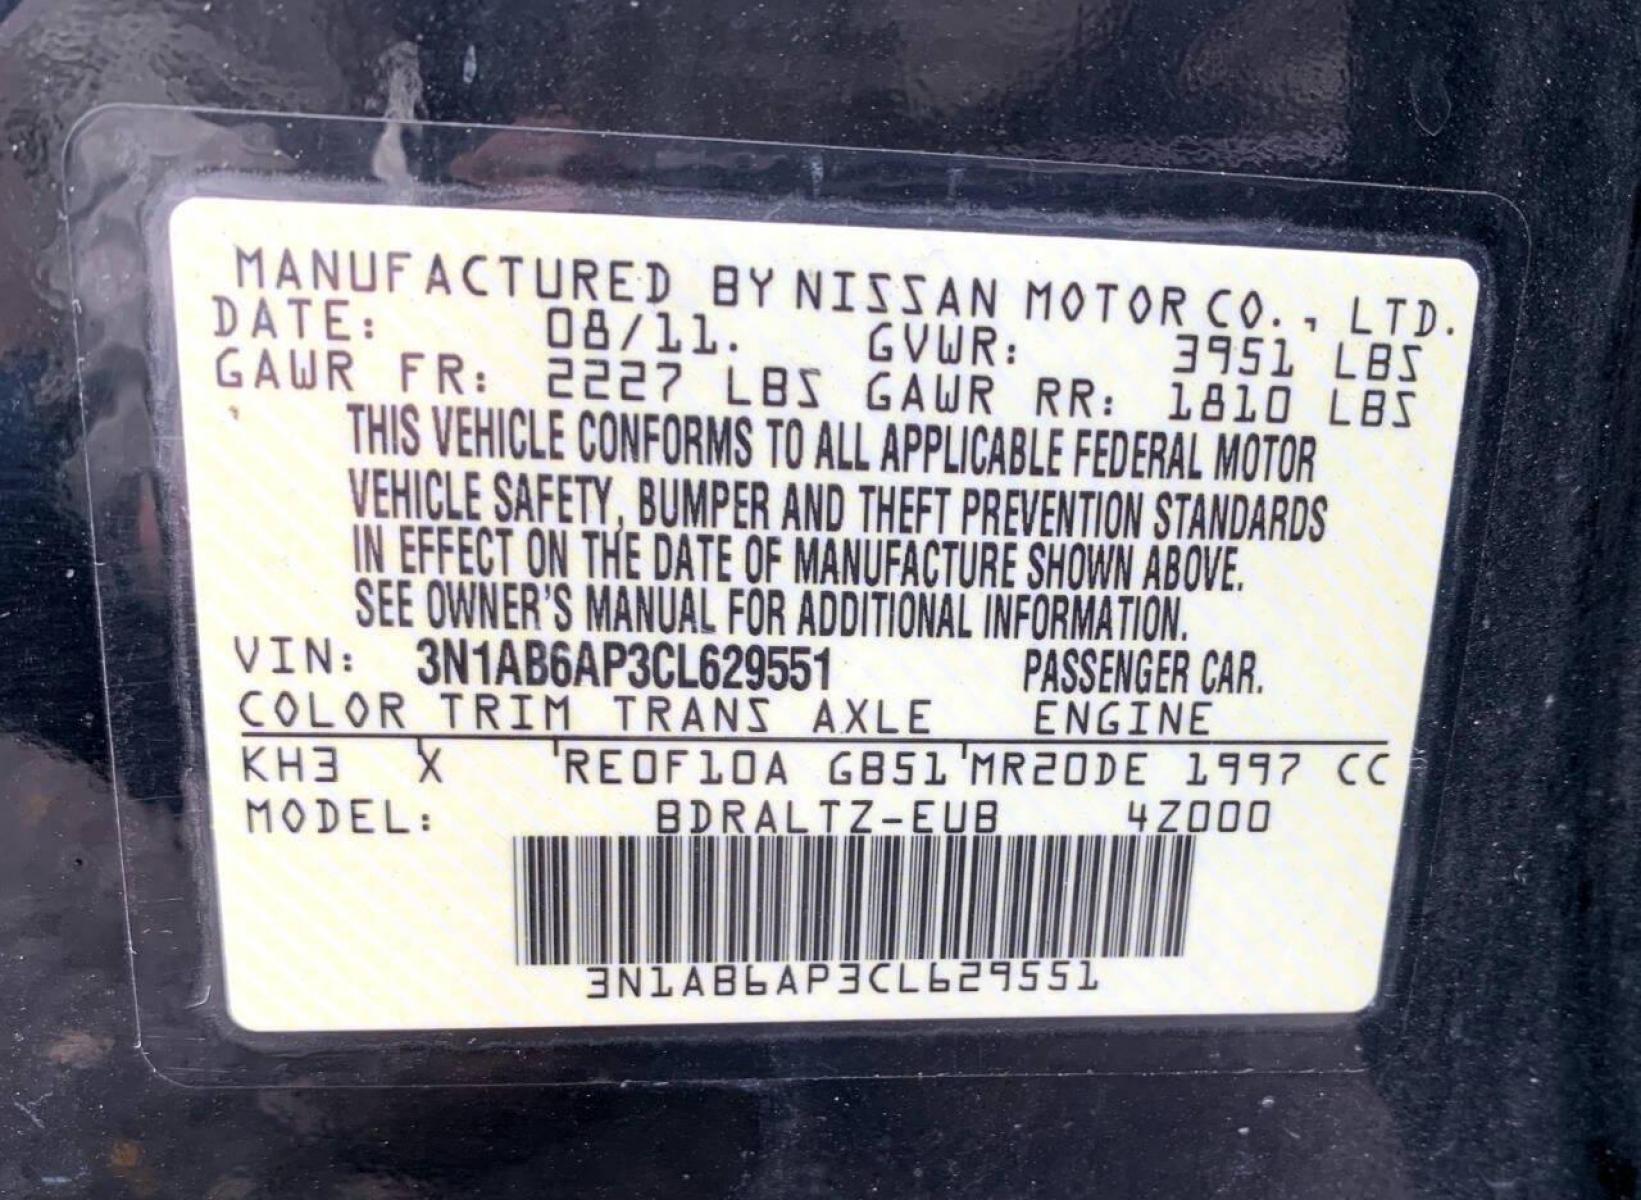 MANUFACTURED BY NISSAN MOTOR CO., LTD.
DATE: 08/11. GVWR: 3951 LBS
GAWR FR: 2227 LBS GAWR RR: 1810 LBS
THIS VEHICLE CONFORMS TO ALL APPLICABLE FEDERAL MOTOR
VEHICLE SAFETY, BUMPER AND THEFT PREVENTION STANDARDS
IN EFFECT ON THE DATE OF MANUFACTURE SHOWN ABOVE.
SEE OWNER'S MANUAL FOR ADDITIONAL INFORMATION.
VIN: 3N1AB6AP3CL629551 PASSENGER CAR.
COLOR TRIM TRANS AXLE ENGINE
KH3 X RE0F10A GB51 MR20DE 1997 CC
MODEL: BDRALTZ-EUB 4Z000
3N1AB6AP3CL629551